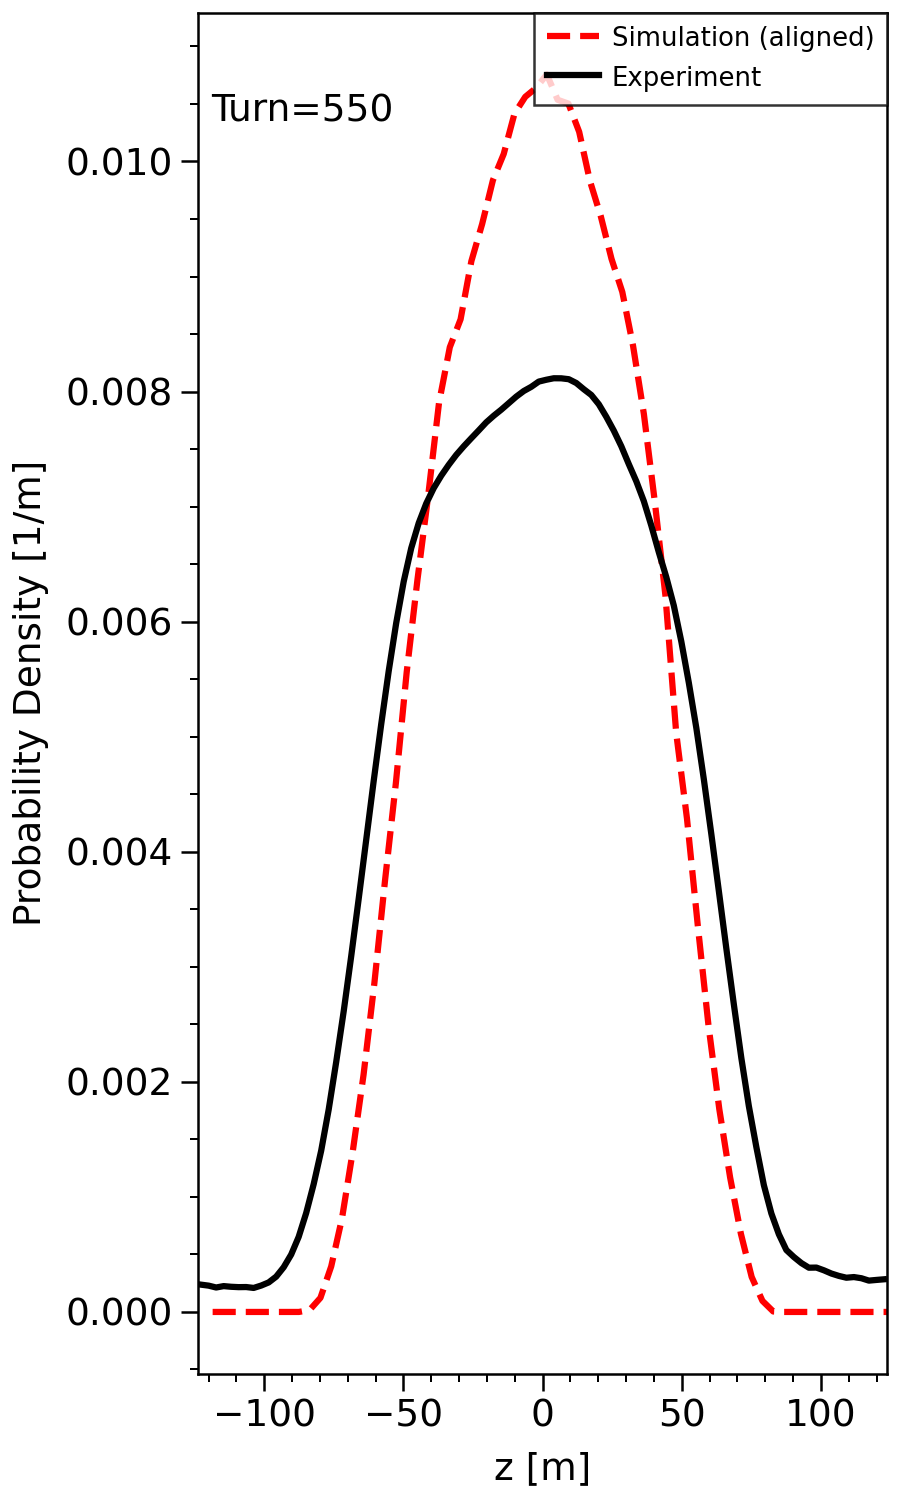 Simulation (aligned)
Experiment
Turn=550
0.010
0.008
0.006
0.004
0.002
0.000
Probability Density [1/m]
−100 −50 0 50 100
z [m]